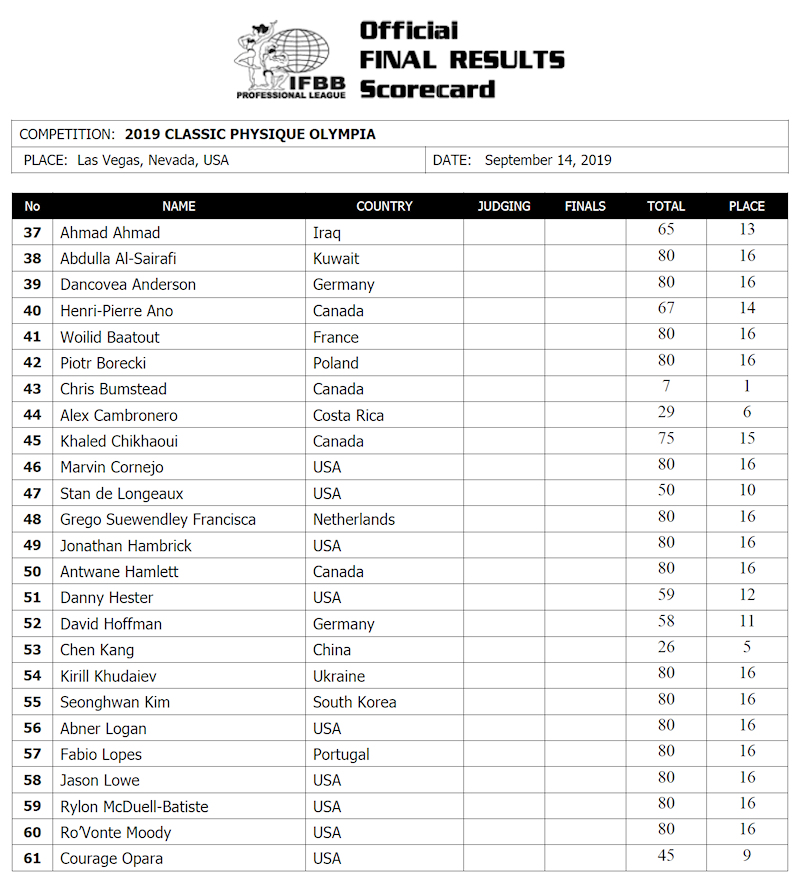 Official
FINAL RESULTS
Scorecard
IFBB
PROFESSIONAL LEAGUE
COMPETITION: 2019 CLASSIC PHYSIQUE OLYMPIA
PLACE: Las Vegas, Nevada, USA DATE: September 14, 2019
No NAME COUNTRY JUDGING FINALS TOTAL PLACE
37 Ahmad Ahmad Iraq 65 13
38 Abdulla Al-Sairafi Kuwait 80 16
39 Dancovea Anderson Germany 80 16
40 Henri-Pierre Ano Canada 67 14
41 Woilid Baatout France 80 16
42 Piotr Borecki Poland 80 16
43 Chris Bumstead Canada 7 1
44 Alex Cambronero Costa Rica 29 6
45 Khaled Chikhaoui Canada 75 15
46 Marvin Cornejo USA 80 16
47 Stan de Longeaux USA 50 10
48 Grego Suewendley Francisca Netherlands 80 16
49 Jonathan Hambrick USA 80 16
50 Antwane Hamlett Canada 80 16
51 Danny Hester USA 59 12
52 David Hoffman Germany 58 11
53 Chen Kang China 26 5
54 Kirill Khudaiev Ukraine 80 16
55 Seonghwan Kim South Korea 80 16
56 Abner Logan USA 80 16
57 Fabio Lopes Portugal 80 16
58 Jason Lowe USA 80 16
59 Rylon McDuell-Batiste USA 80 16
60 Ro’Vonte Moody USA 80 16
61 Courage Opara USA 45 9